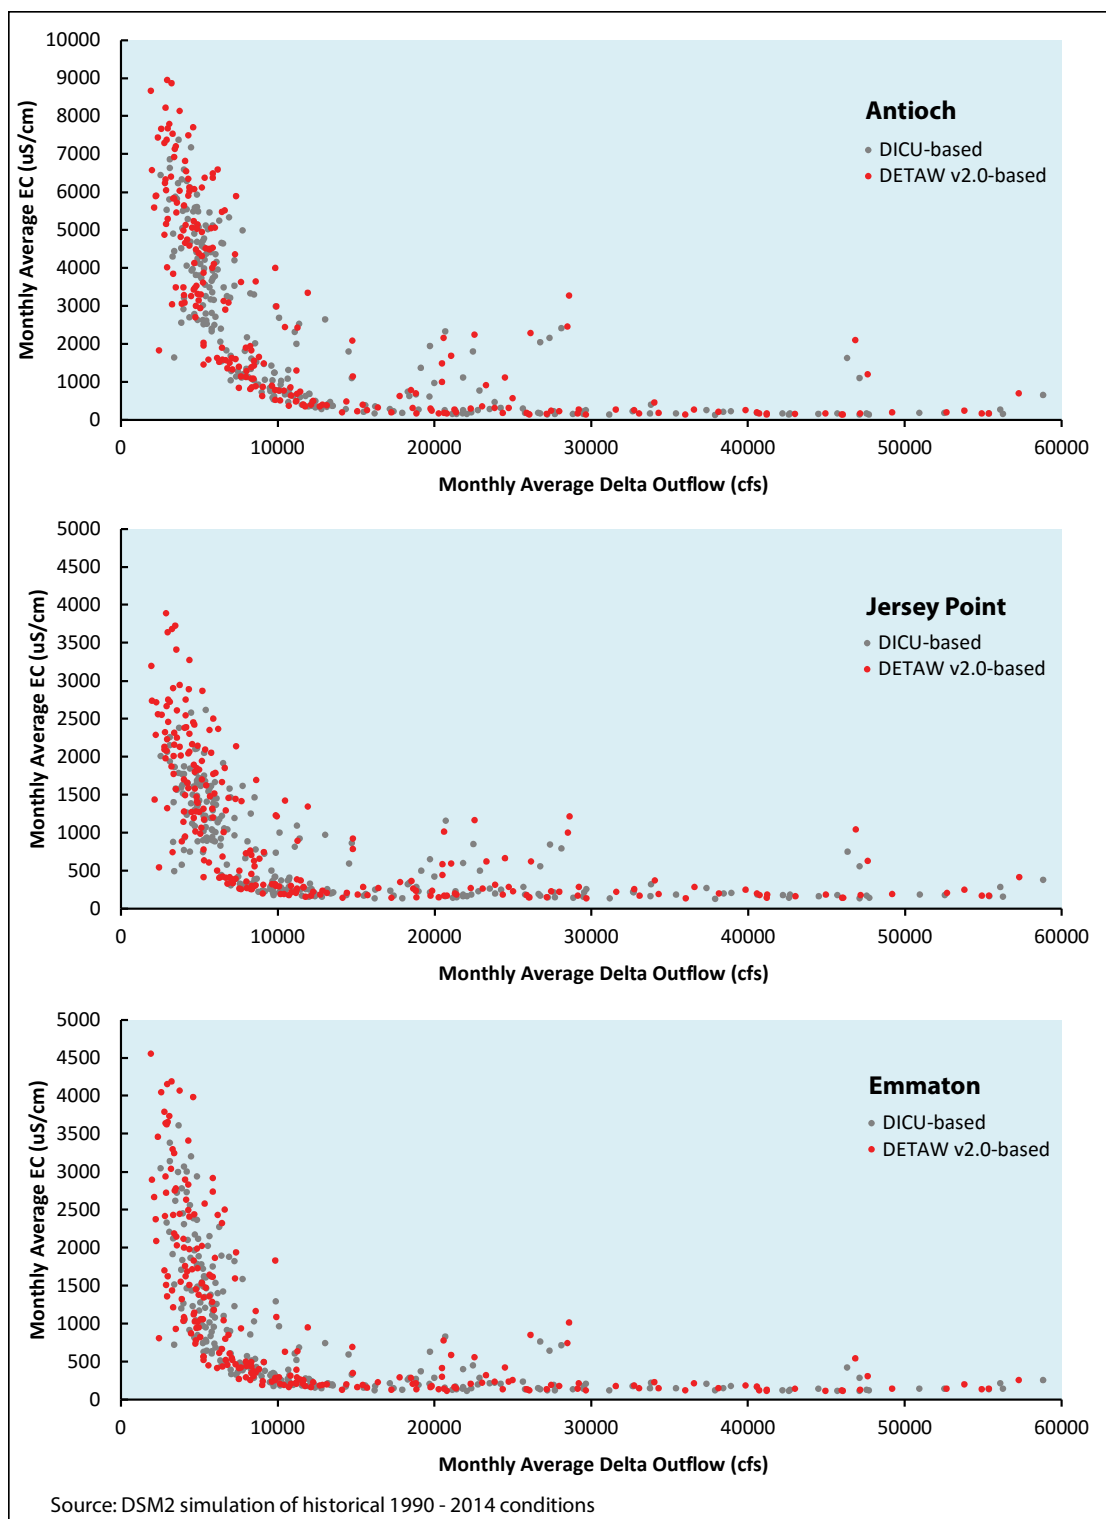 10000
9000
8000
7000
6000
5000
4000
3000
2000
1000
0
Monthly Average EC (uS/cm)
Antioch
DICU-based
DETAW v2.0-based
0 10000 20000 30000 40000 50000 60000
Monthly Average Delta Outflow (cfs)
5000
4500
4000
3500
3000
2500
2000
1500
1000
500
0
Monthly Average EC (uS/cm)
Jersey Point
DICU-based
DETAW v2.0-based
0 10000 20000 30000 40000 50000 60000
Monthly Average Delta Outflow (cfs)
5000
4500
4000
3500
3000
2500
2000
1500
1000
500
0
Monthly Average EC (uS/cm)
Emmaton
DICU-based
DETAW v2.0-based
0 10000 20000 30000 40000 50000 60000
Monthly Average Delta Outflow (cfs)
Source: DSM2 simulation of historical 1990 - 2014 conditions